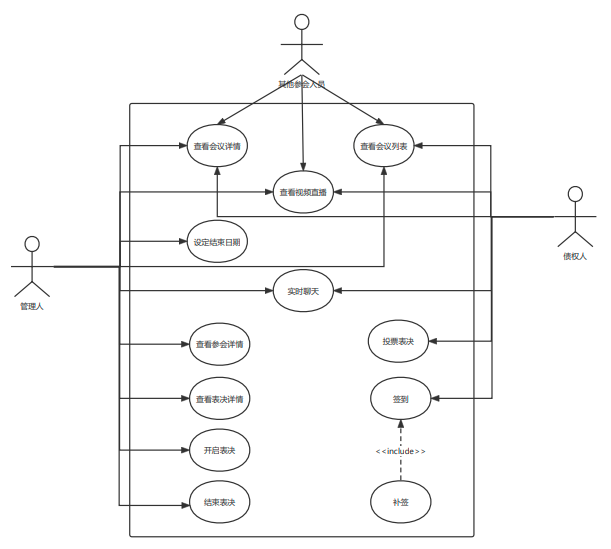 其他参会人员
查看会议详情
查看会议列表
查看视频直播
设定结束日期
债权人
管理人
实时聊天
查看参会详情
投票表决
查看表决详情
签到
开启表决
<<include>>
结束表决
补签